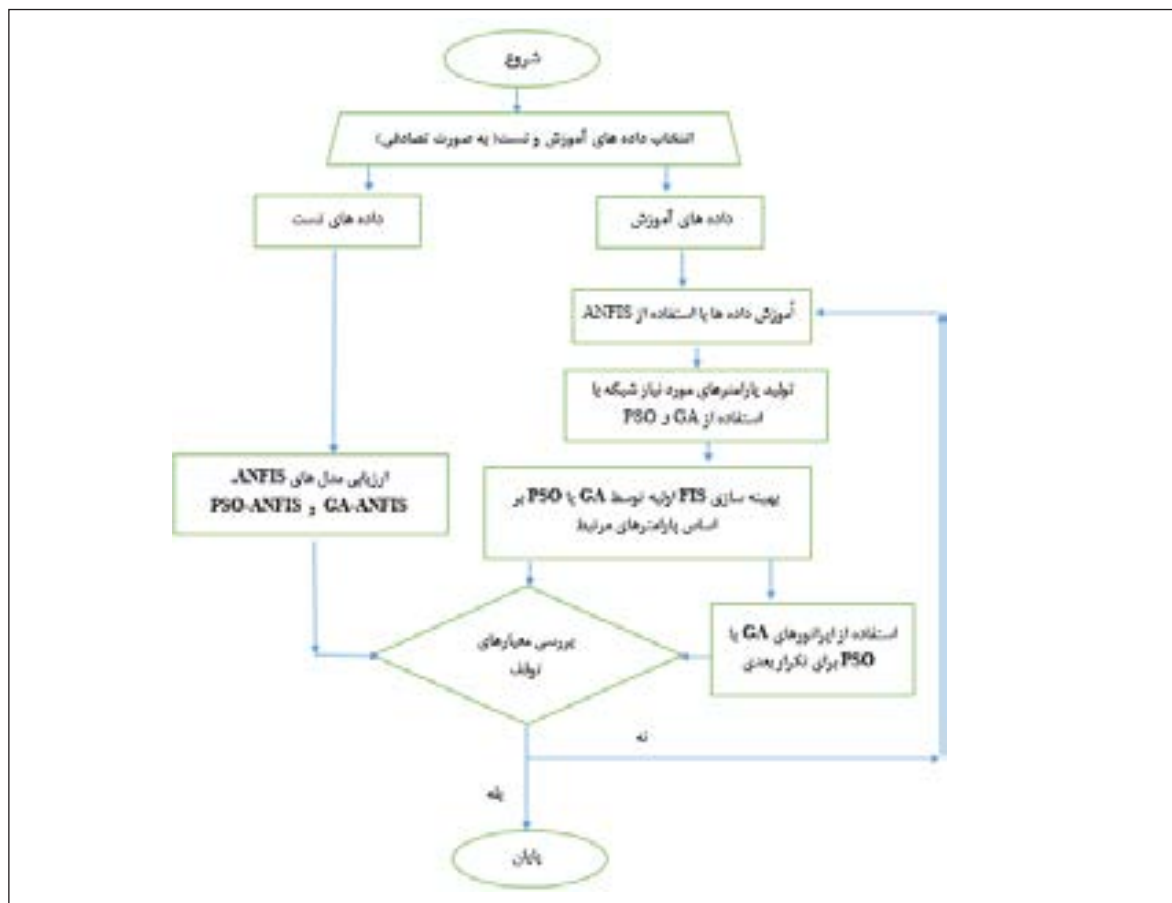 شروع
انتخاب داده های آموزش و تست( به صورت تصادفی)
داده های آموزش
داده های تست
آموزش داده ها با استفاده از ANFIS
تولید پارامترهای مورد نیاز شبکه با
استفاده از GA و PSO
ارزیابی مدل های ANFIS،
GA-ANFIS و PSO-ANFIS
بهینه سازی FIS اولیه توسط GA یا PSO بر
اساس پارامترهای مرتبط
استفاده از اپراتورهای GA یا
PSO برای تکرار بعدی
بررسی معیارهای
توقف
نه
بله
پایان